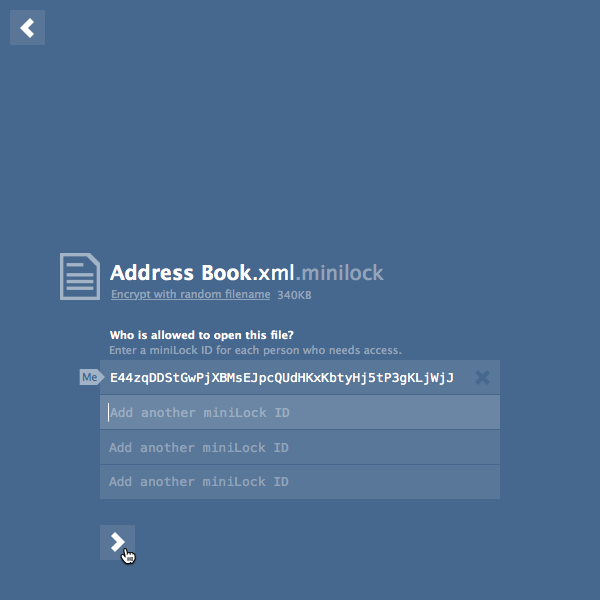 Address Book.xml.minilock
Encrypt with random filename 340KB
Who is allowed to open this file?
Enter a miniLock ID for each person who needs access.
Me E44zqDDStGwPjXBMsEJpcQUdHKxKbtyHj5tP3gKLjWjJ
Add another miniLock ID
Add another miniLock ID
Add another miniLock ID